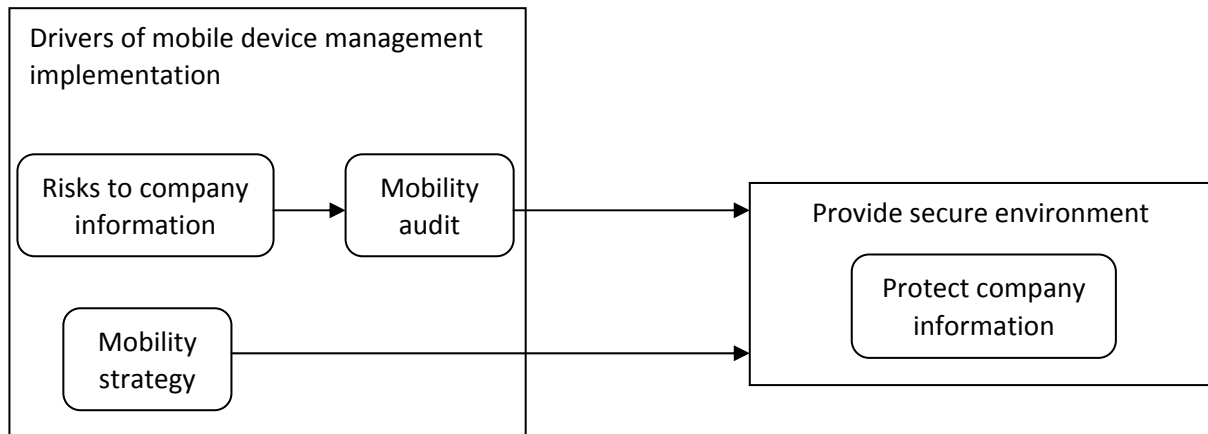 Drivers of mobile device management
implementation
Risks to company
information
Mobility
audit
Provide secure environment
Protect company
information
Mobility
strategy